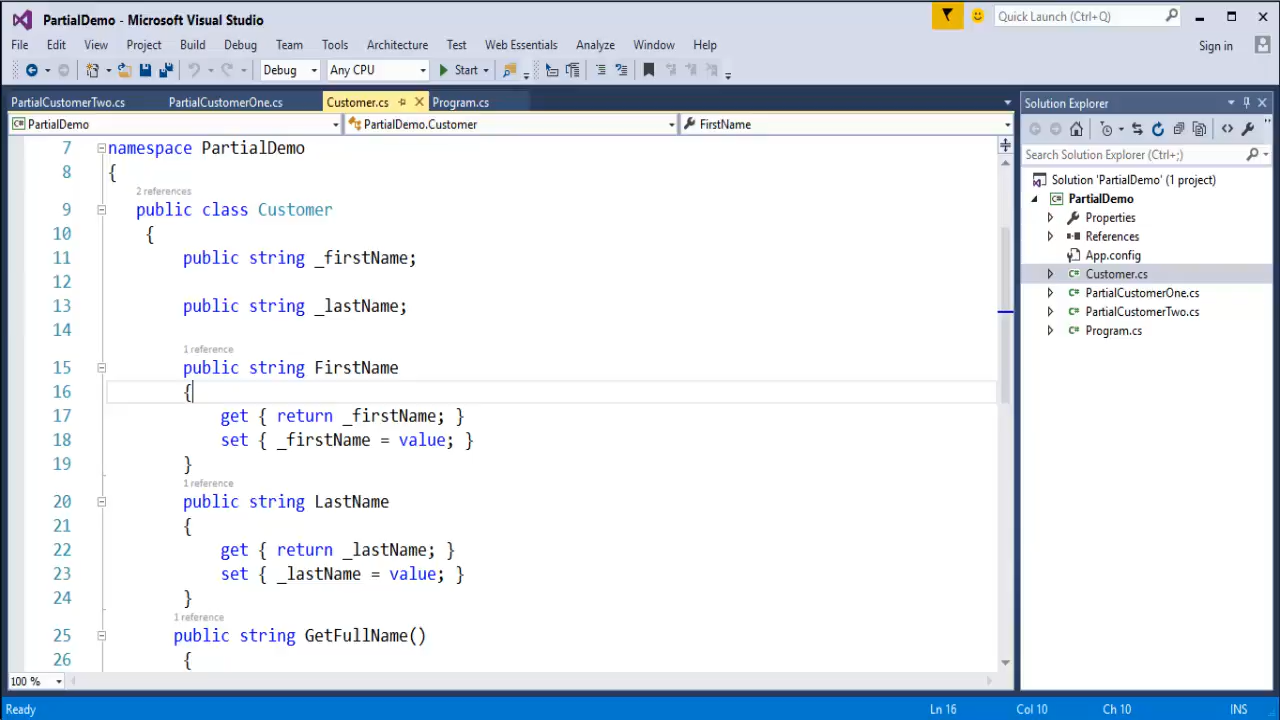 PartialDemo - Microsoft Visual Studio
Quick Launch (Ctrl+Q)
File Edit View Project Build Debug Team Tools Architecture Test Web Essentials Analyze Window Help
Sign in
Debug Any CPU Start
PartialCustomerTwo.cs PartialCustomerOne.cs Customer.cs Program.cs
PartialDemo PartialDemo.Customer FirstName
7 namespace PartialDemo
8 {
2 references
9 public class Customer
10 {
11 public string _firstName;
12
13 public string _lastName;
14
1 reference
15 public string FirstName
16 {
17 get { return _firstName; }
18 set { _firstName = value; }
19 }
1 reference
20 public string LastName
21 {
22 get { return _lastName; }
23 set { _lastName = value; }
24 }
1 reference
25 public string GetFullName()
26 {
100 %
Solution Explorer
Search Solution Explorer (Ctrl+;)
Solution 'PartialDemo' (1 project)
PartialDemo
Properties
References
App.config
Customer.cs
PartialCustomerOne.cs
PartialCustomerTwo.cs
Program.cs
Ready Ln 16 Col 10 Ch 10 INS